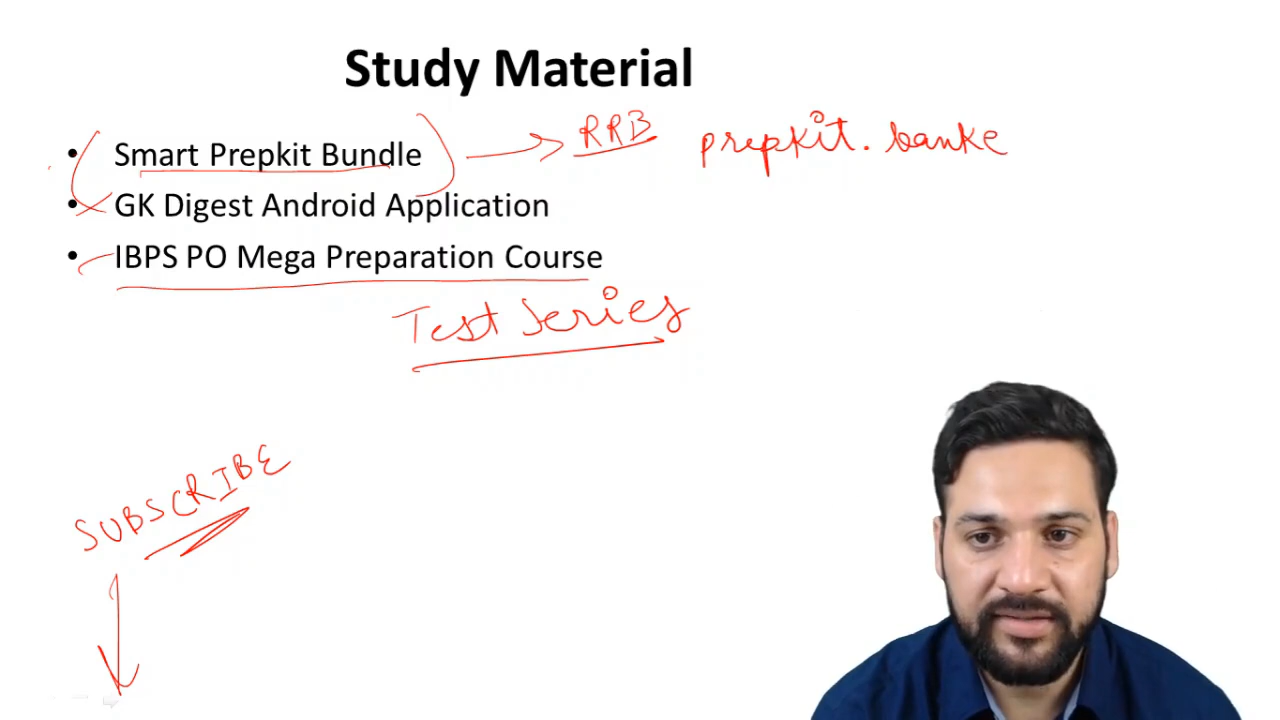 Study Material
• Smart Prepkit Bundle → RRB prepkit.banke
• GK Digest Android Application
• IBPS PO Mega Preparation Course
Test Series
SUBSCRIBE